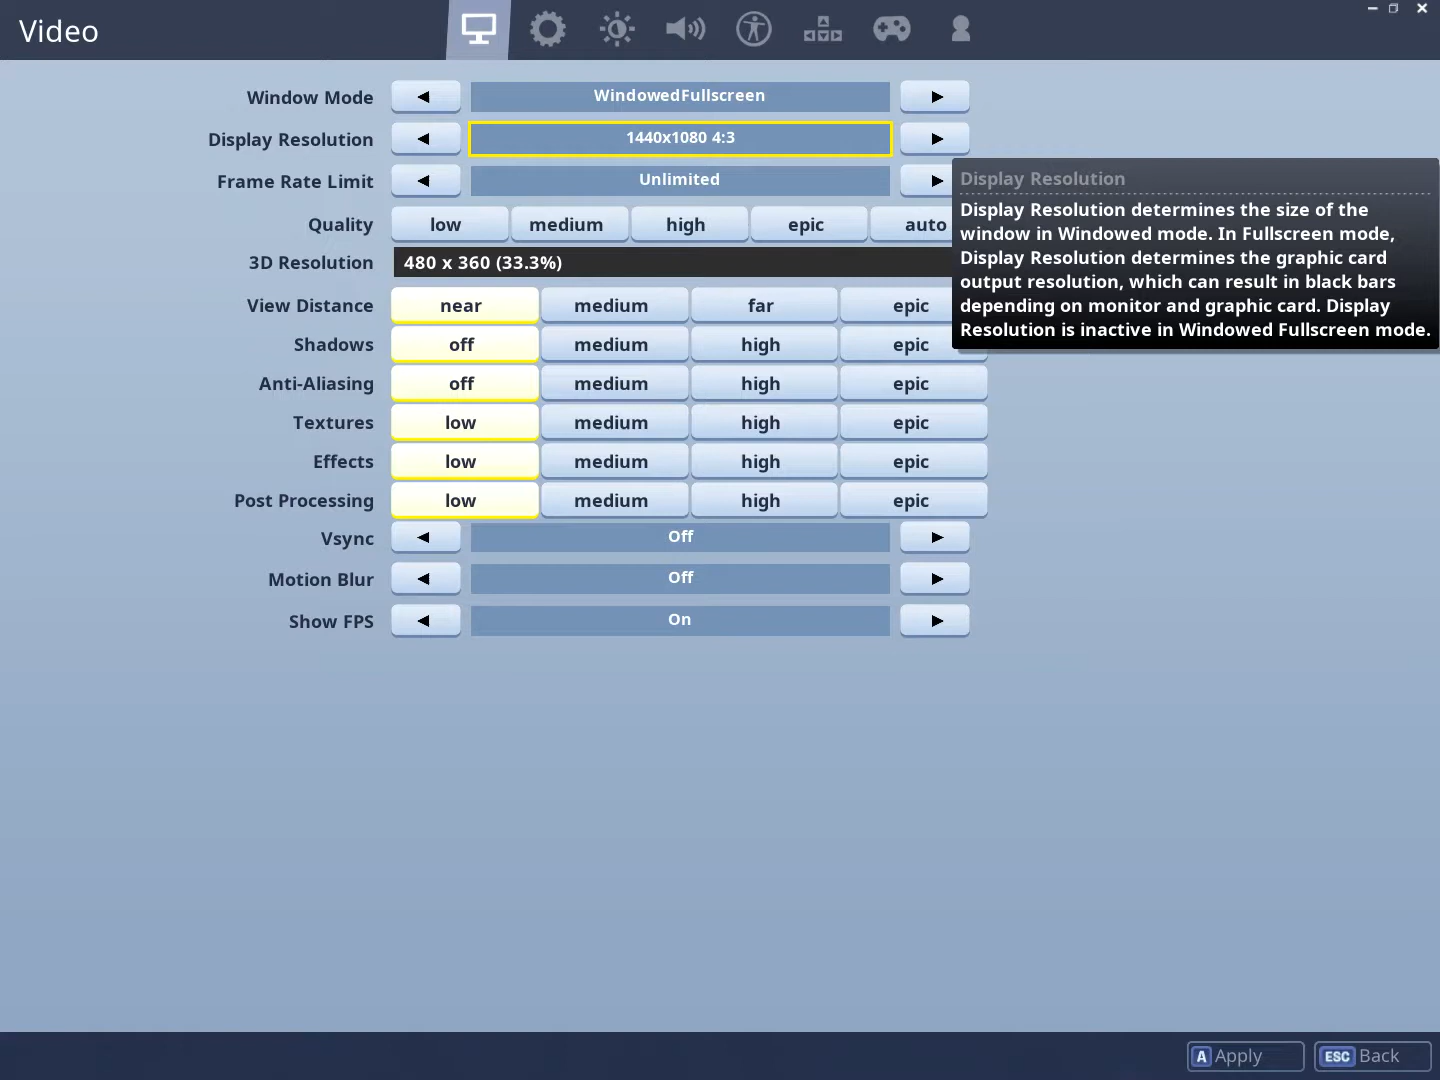 Video
Window Mode
WindowedFullscreen
Display Resolution
1440x1080 4:3
Frame Rate Limit
Unlimited
Quality
low medium high epic auto
3D Resolution
480 x 360 (33.3%)
View Distance
near medium far epic
Shadows
off medium high epic
Anti-Aliasing
off medium high epic
Textures
low medium high epic
Effects
low medium high epic
Post Processing
low medium high epic
Vsync
Off
Motion Blur
Off
Show FPS
On
Display Resolution
Display Resolution determines the size of the
window in Windowed mode. In Fullscreen mode,
Display Resolution determines the graphic card
output resolution, which can result in black bars
depending on monitor and graphic card. Display
Resolution is inactive in Windowed Fullscreen mode.
A Apply
ESC Back